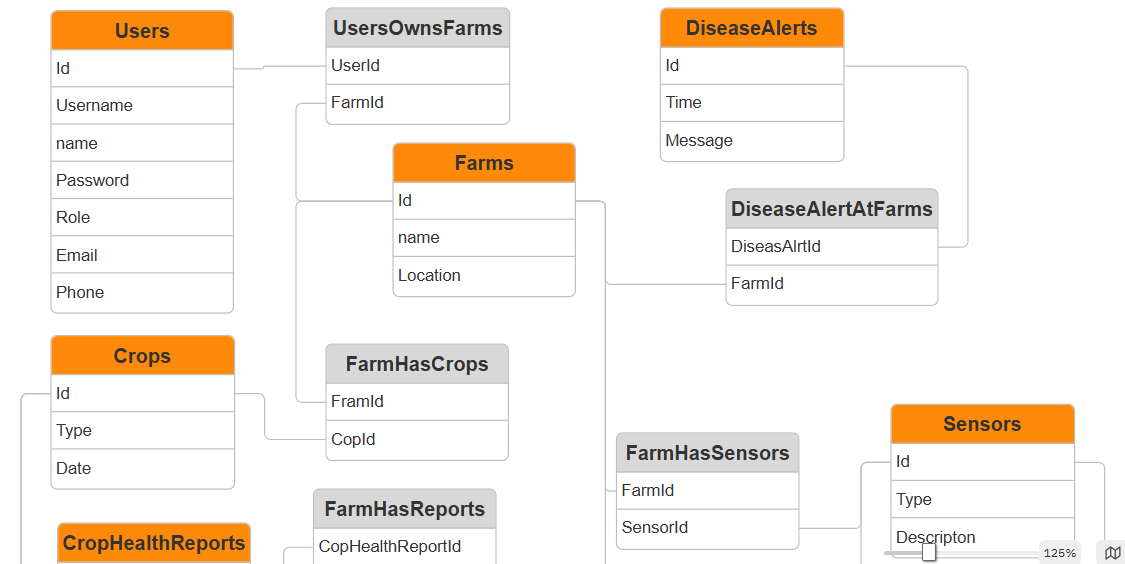 Users
Id
Username
name
Password
Role
Email
Phone
UsersOwnsFarms
UserId
FarmId
DiseaseAlerts
Id
Time
Message
Farms
Id
name
Location
DiseaseAlertAtFarms
DiseasAlrtId
FarmId
Crops
Id
Type
Date
FarmHasCrops
FramId
CopId
FarmHasSensors
FarmId
SensorId
Sensors
Id
Type
Descripton
CropHealthReports
FarmHasReports
CopHealthReportId
125%